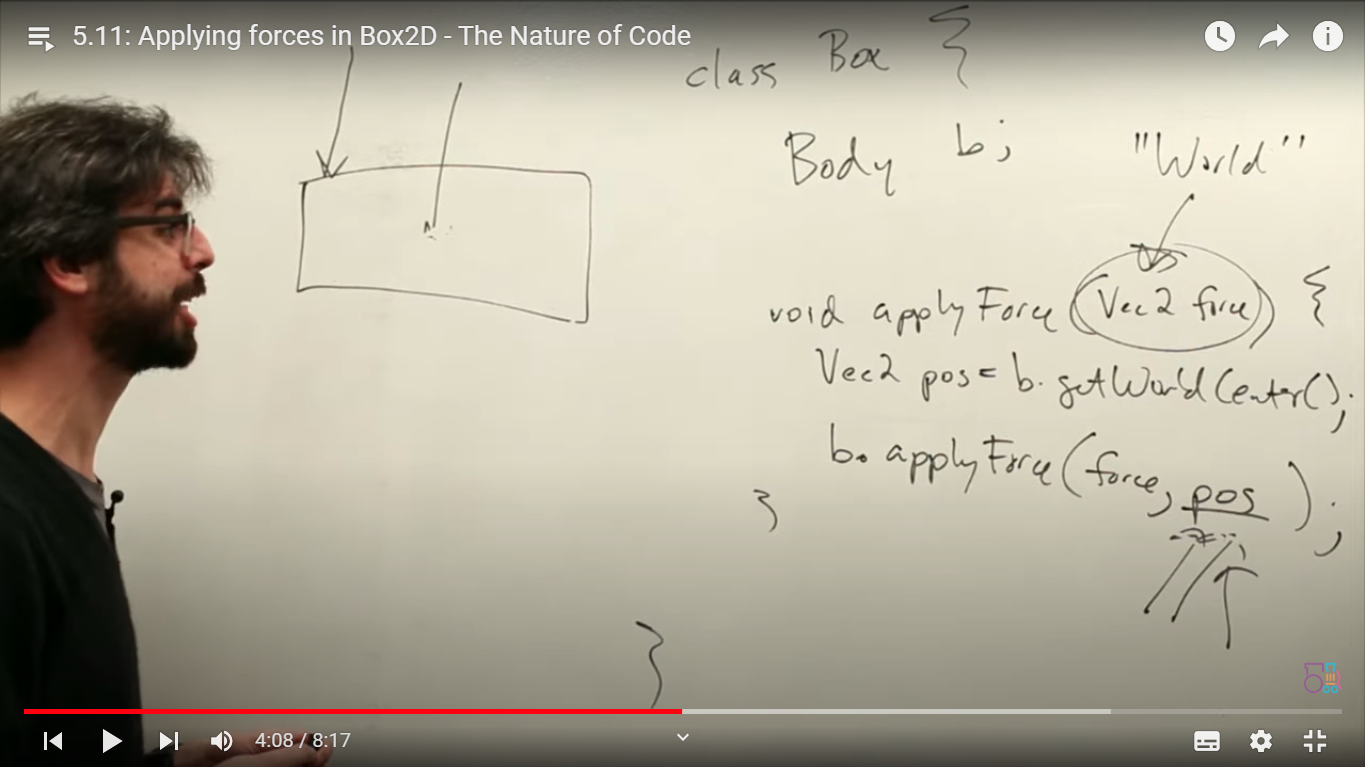 5.11: Applying forces in Box2D - The Nature of Code
class Box {
Body b;
"World"
void applyForce (Vec2 force) {
Vec2 pos = b.getWorldCenter();
b.applyForce(force, pos);
}
}
4:08 / 8:17